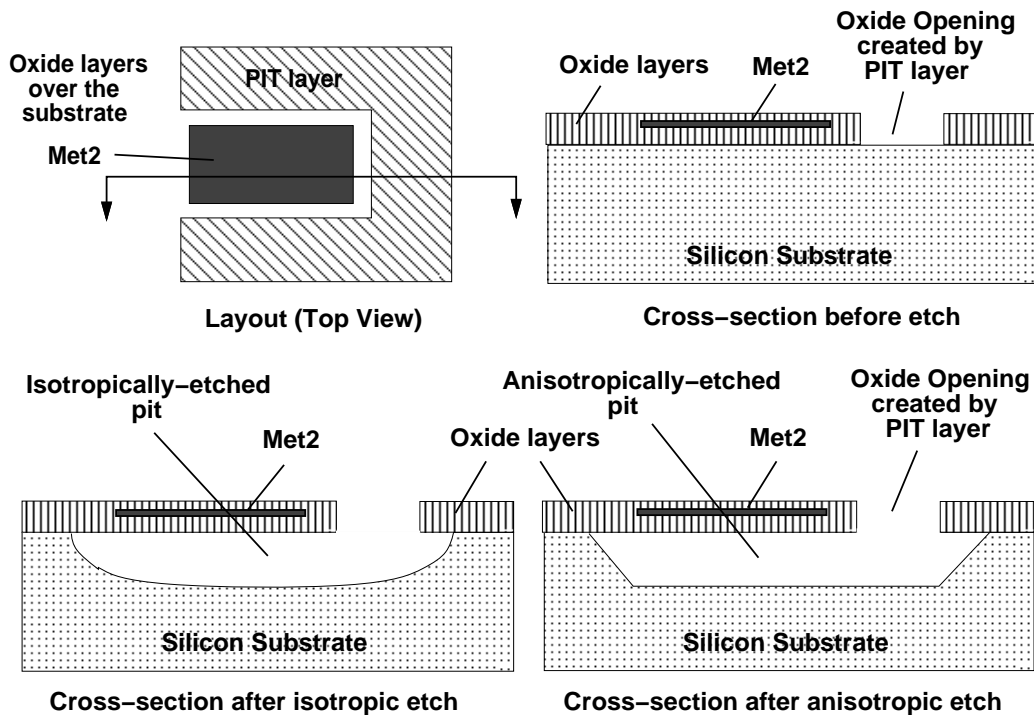 Oxide layers
over the
substrate
PIT layer
Met2
Layout (Top View)
Oxide Opening
created by
PIT layer
Oxide layers
Met2
Silicon Substrate
Cross−section before etch
Isotropically−etched
pit
Met2
Oxide layers
Silicon Substrate
Cross−section after isotropic etch
Anisotropically−etched
pit
Met2
Oxide Opening
created by
PIT layer
Silicon Substrate
Cross−section after anisotropic etch